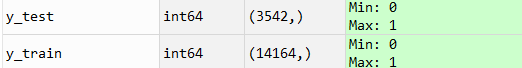 y_test int64 (3542,) Min: 0
Max: 1
y_train int64 (14164,) Min: 0
Max: 1